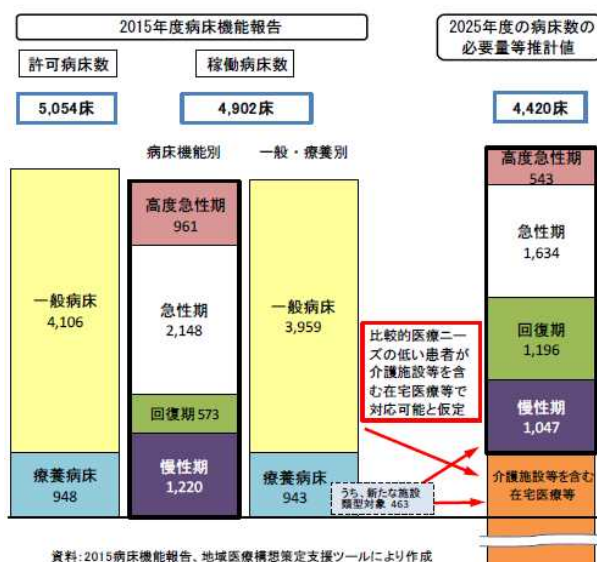 2015年度病床機能報告
2025年度の病床数の
必要量等推計値
許可病床数
稼働病床数
5,054床
4,902床
4,420床
病床機能別
一般・療養別
高度急性期
543
高度急性期
961
急性期
1,634
一般病床
4,106
急性期
2,148
一般病床
3,959
比較的医療ニー
ズの低い患者が
介護施設等を含
む在宅医療等で
対応可能と仮定
回復期
1,196
回復期 573
慢性期
1,047
療養病床
948
慢性期
1,220
療養病床
943
うち、新たな施設
類型対象 463
介護施設等を含む
在宅医療等
資料:2015病床機能報告、地域医療構想策定支援ツールにより作成